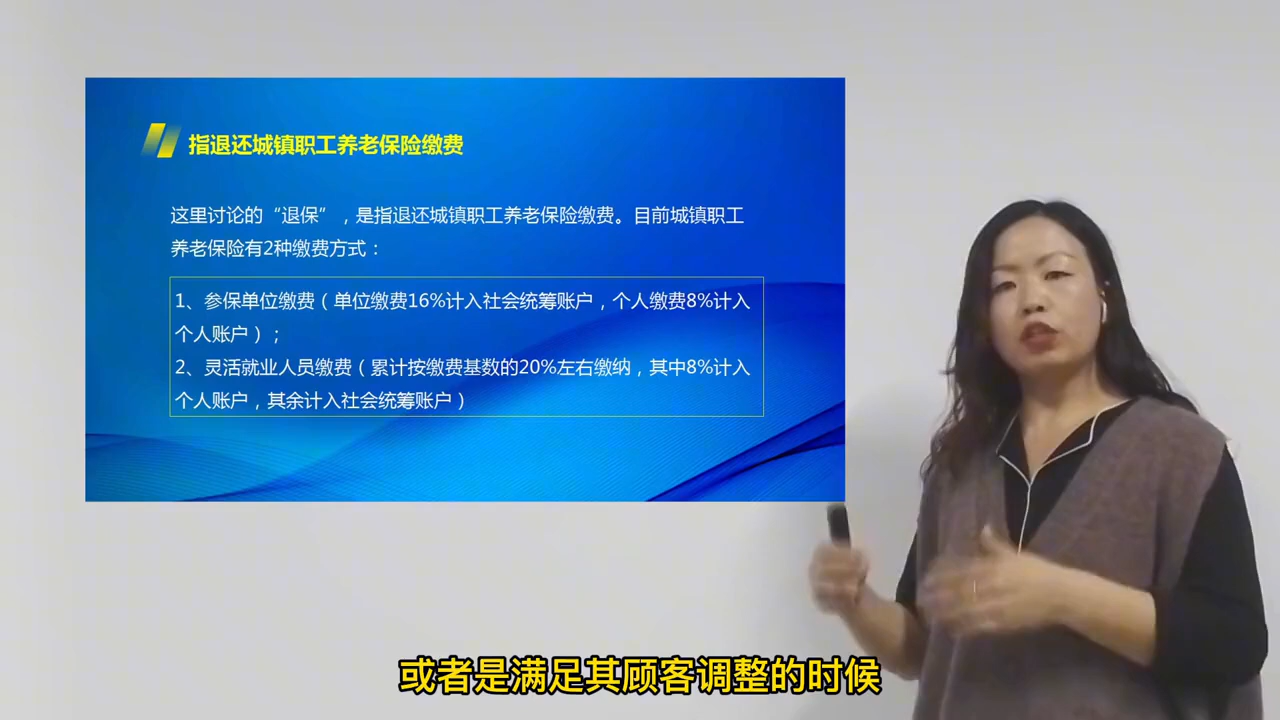 指退还城镇职工养老保险缴费
这里讨论的“退保”，是指退还城镇职工养老保险缴费。目前城镇职工
养老保险有2种缴费方式：
1、参保单位缴费（单位缴费16%计入社会统筹账户，个人缴费8%计入
个人账户）；
2、灵活就业人员缴费（累计按缴费基数的20%左右缴纳，其中8%计入
个人账户，其余计入社会统筹账户）
或者是满足其顾客调整的时候